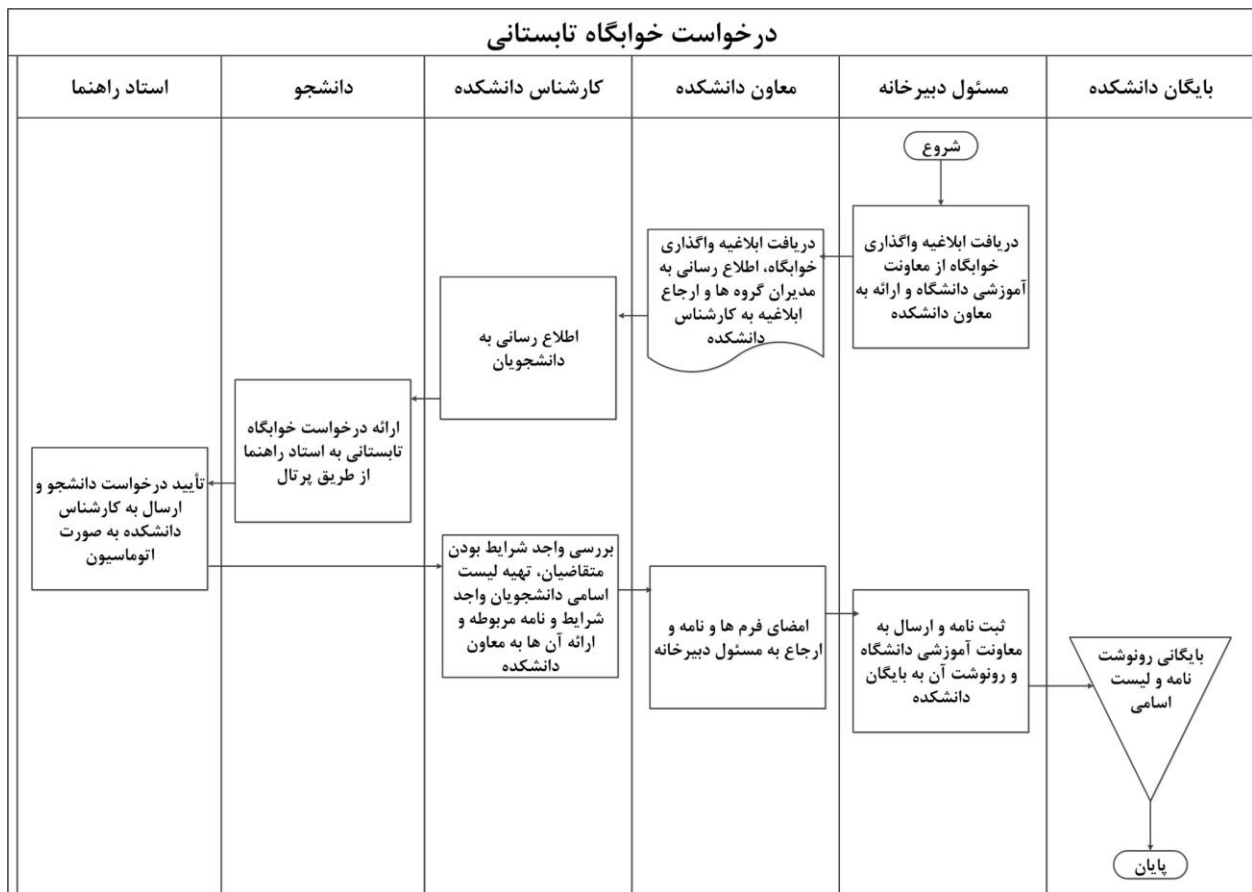 درخواست خوابگاه تابستانی
بایگان دانشکده
مسئول دبیرخانه
معاون دانشکده
کارشناس دانشکده
دانشجو
استاد راهنما
شروع
دریافت ابلاغیه واگذاری
خوابگاه از معاونت
آموزشی دانشگاه و ارائه به
معاون دانشکده
دریافت ابلاغیه واگذاری
خوابگاه، اطلاع رسانی به
مدیران گروه ها و ارجاع
ابلاغیه به کارشناس
دانشکده
اطلاع رسانی به
دانشجویان
ارائه درخواست خوابگاه
تابستانی به استاد راهنما
از طریق پرتال
تأیید درخواست دانشجو و
ارسال به کارشناس
دانشکده به صورت
اتوماسیون
بررسی واجد شرایط بودن
متقاضیان، تهیه لیست
اسامی دانشجویان واجد
شرایط و نامه مربوطه و
ارائه آن ها به معاون
دانشکده
امضای فرم ها و نامه و
ارجاع به مسئول دبیرخانه
ثبت نامه و ارسال به
معاونت آموزشی دانشگاه
و رونوشت آن به بایگان
دانشکده
بایگانی رونوشت
نامه و لیست
اسامی
پایان